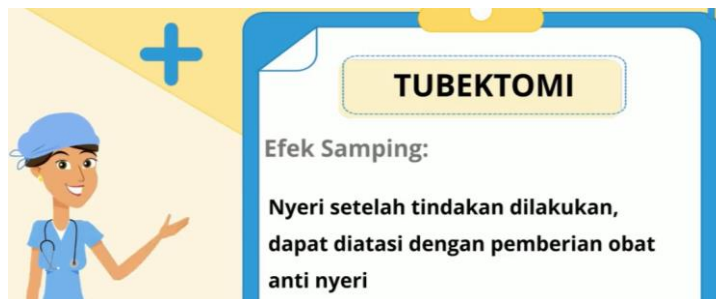 TUBEKTOMI
Efek Samping:
Nyeri setelah tindakan dilakukan,
dapat diatasi dengan pemberian obat
anti nyeri